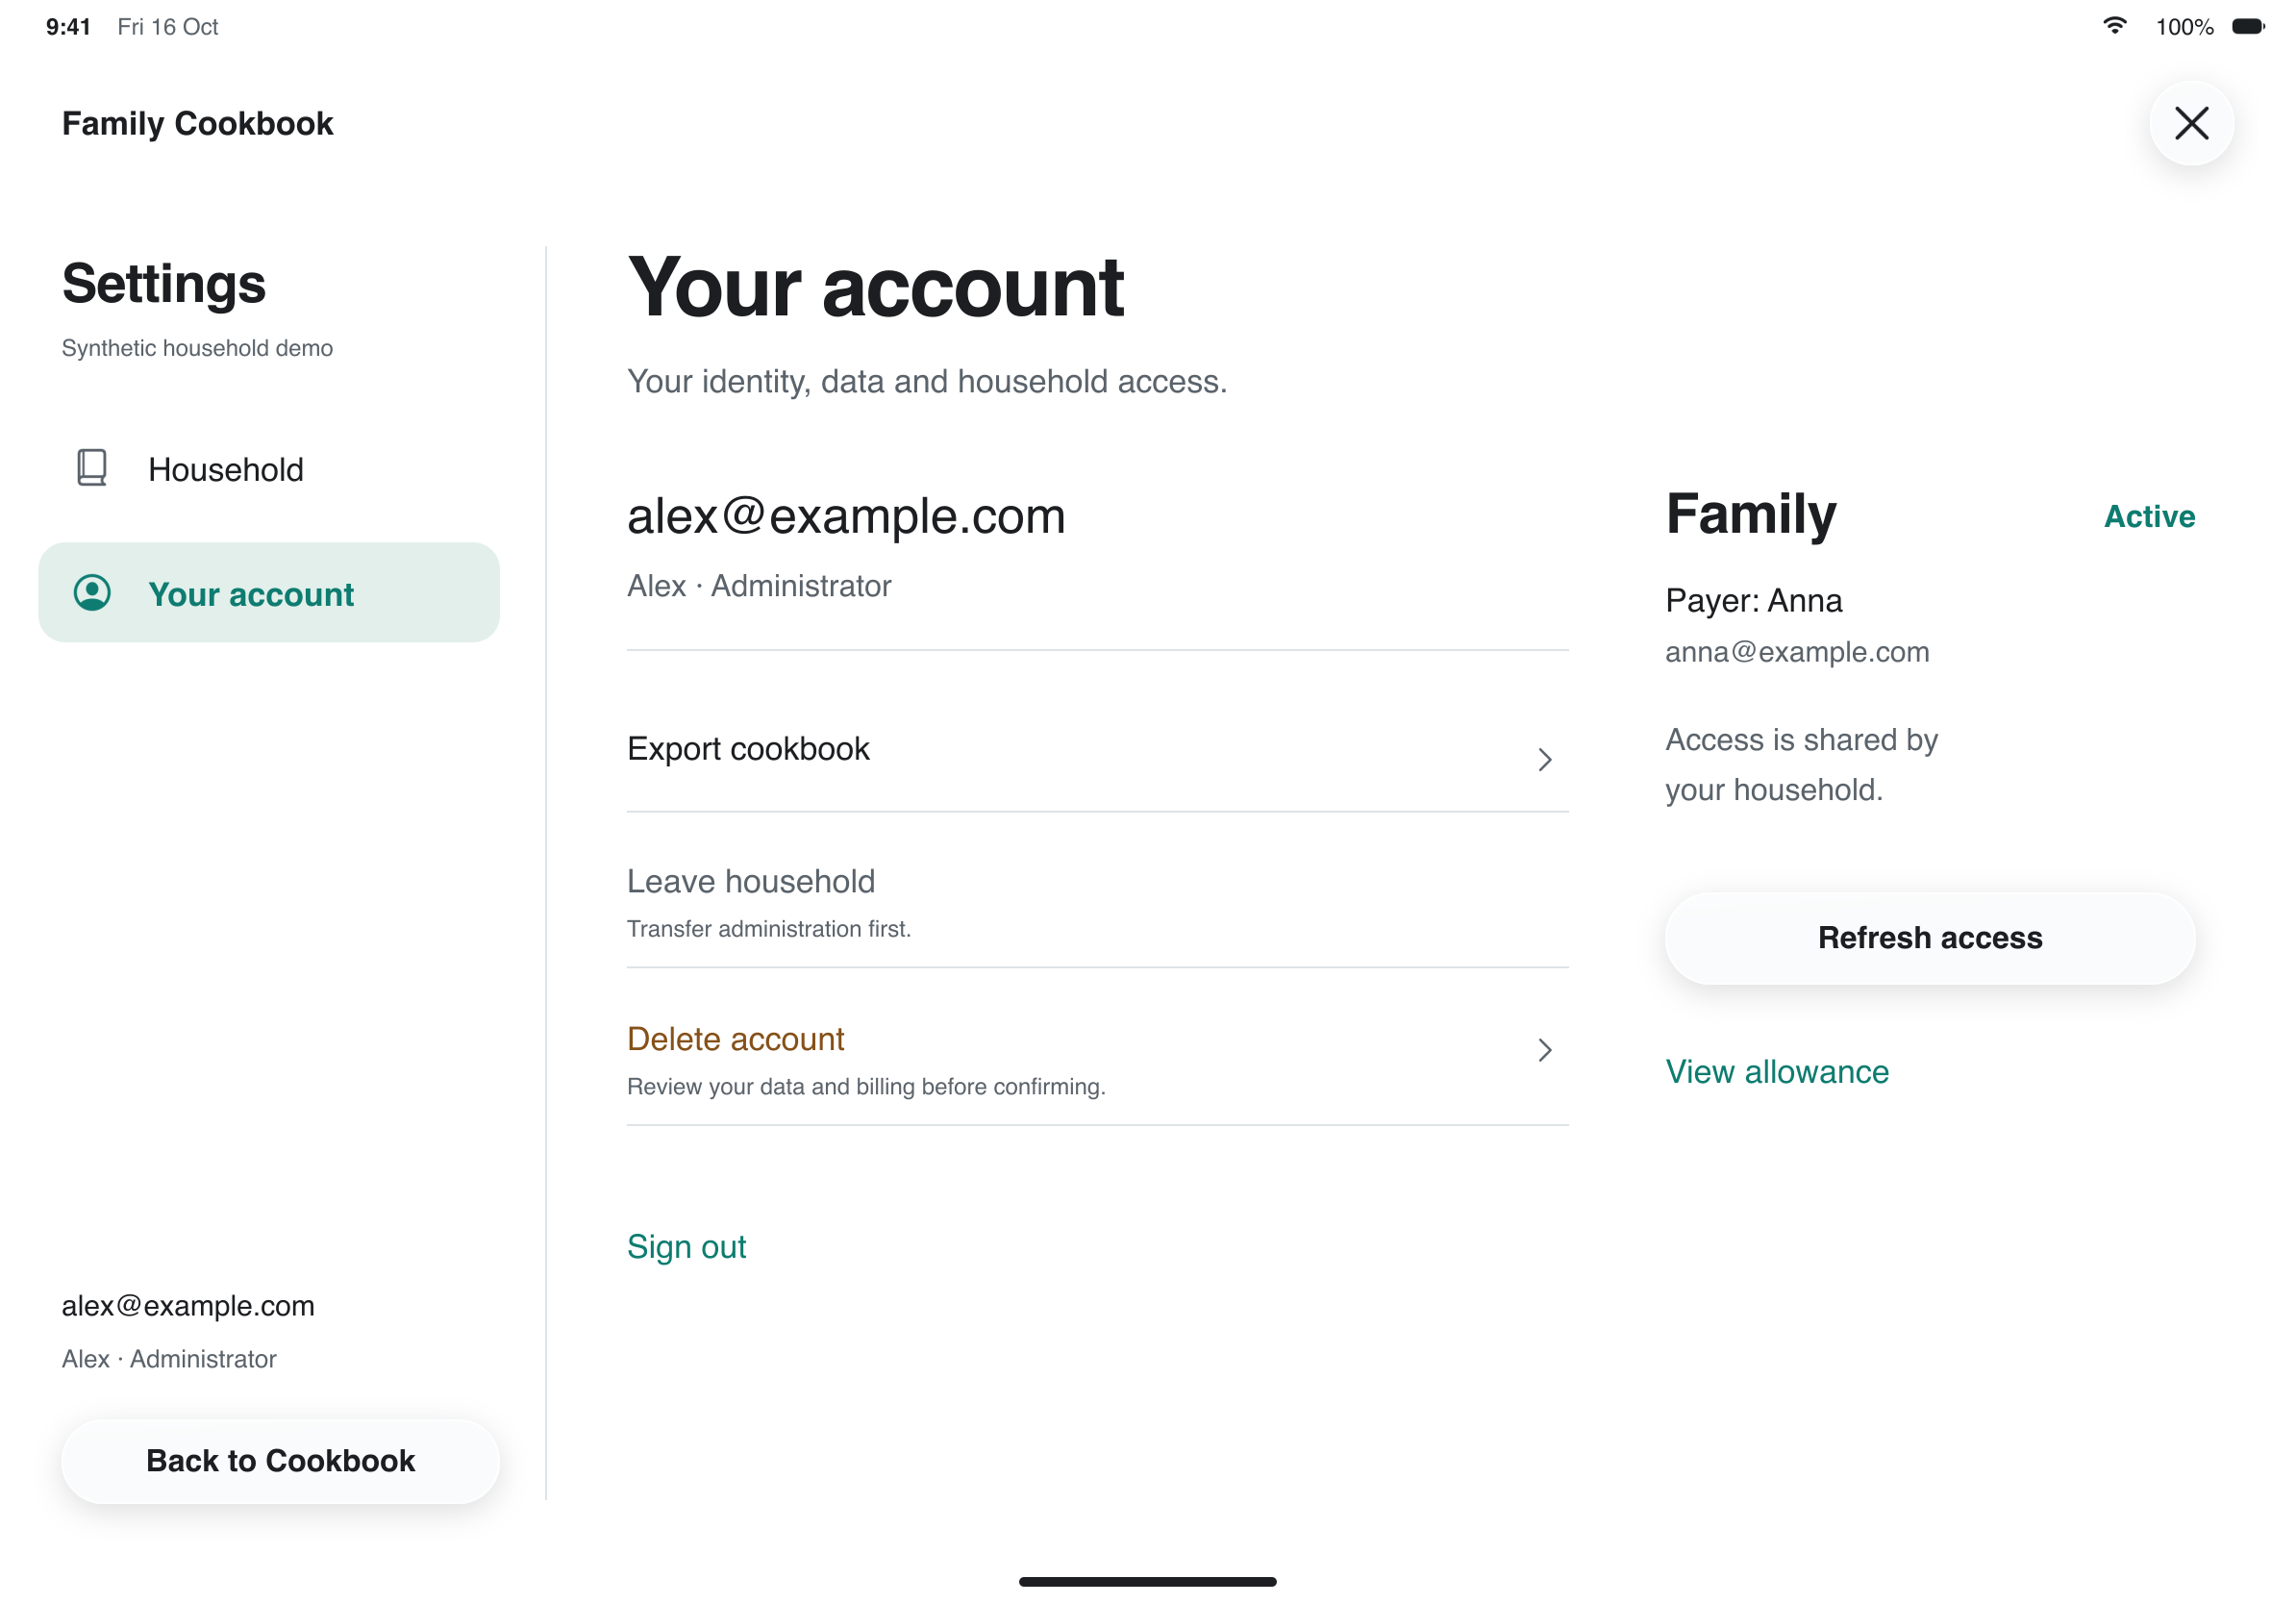 9:41 Fri 16 Oct 100%
Family Cookbook
Settings
Synthetic household demo
Household
Your account
alex@example.com
Alex · Administrator
Back to Cookbook
Your account
Your identity, data and household access.
alex@example.com
Alex · Administrator
Export cookbook
Leave household
Transfer administration first.
Delete account
Review your data and billing before confirming.
Sign out
Family
Active
Payer: Anna
anna@example.com
Access is shared by
your household.
Refresh access
View allowance